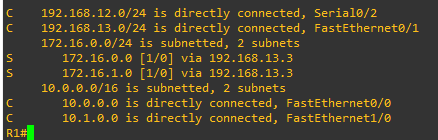 C    192.168.12.0/24 is directly connected, Serial0/2
C    192.168.13.0/24 is directly connected, FastEthernet0/1
     172.16.0.0/24 is subnetted, 2 subnets
S       172.16.0.0 [1/0] via 192.168.13.3
S       172.16.1.0 [1/0] via 192.168.13.3
     10.0.0.0/16 is subnetted, 2 subnets
C       10.0.0.0 is directly connected, FastEthernet0/0
C       10.1.0.0 is directly connected, FastEthernet1/0
R1#